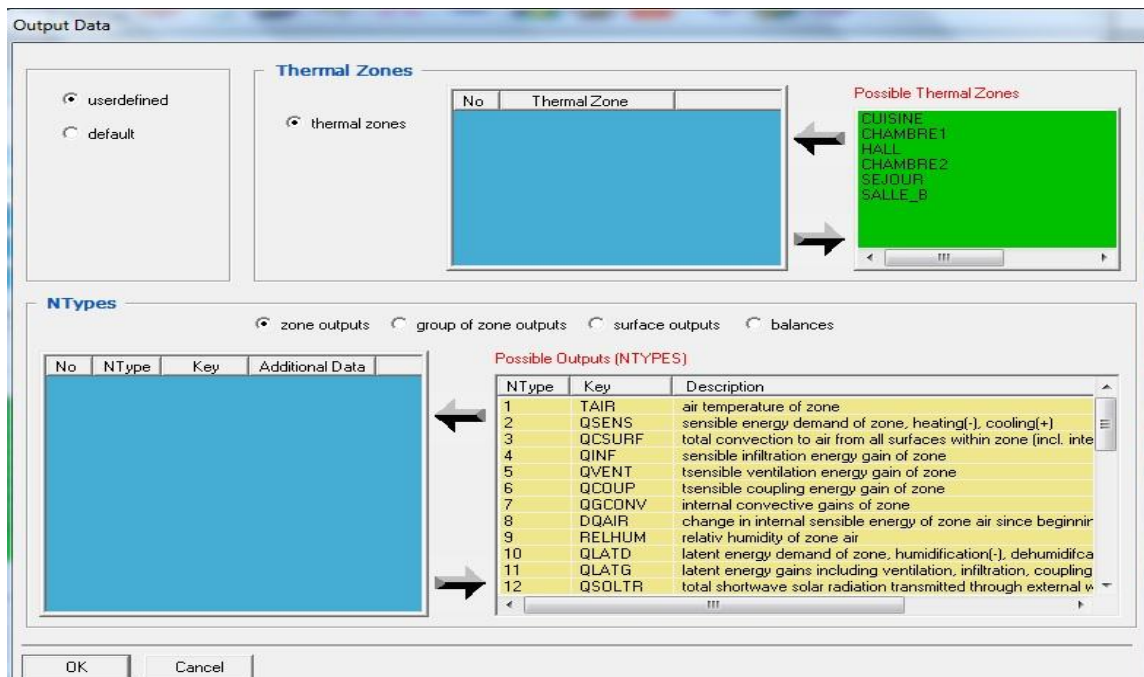 Output Data
userdefined
default
Thermal Zones
thermal zones
No Thermal Zone
Possible Thermal Zones
CUISINE
CHAMBRE1
HALL
CHAMBRE2
SEJOUR
SALLE_B
NTypes
zone outputs group of zone outputs surface outputs balances
No NType Key Additional Data
Possible Outputs (NTYPES)
NType Key Description
1 TAIR air temperature of zone
2 QSENS sensible energy demand of zone, heating(-), cooling(+)
3 QCSURF total convection to air from all surfaces within zone (incl. inte
4 QINF sensible infiltration energy gain of zone
5 QVENT tsensible ventilation energy gain of zone
6 QCOUP tsensible coupling energy gain of zone
7 QGCONV internal convective gains of zone
8 DQAIR change in internal sensible energy of zone air since beginnin
9 RELHUM relativ humidity of zone air
10 QLATD latent energy demand of zone, humidification(-), dehumidifca
11 QLATG latent energy gains including ventilation, infiltration, coupling
12 QSOLTR total shortwave solar radiation transmitted through external w
OK Cancel